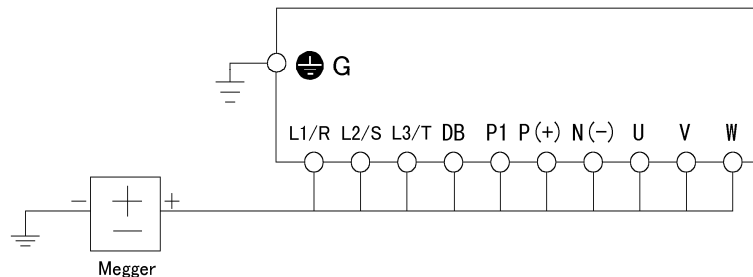 G
L1/R L2/S L3/T DB P1 P(+) N(-) U V W
- + - +
Megger